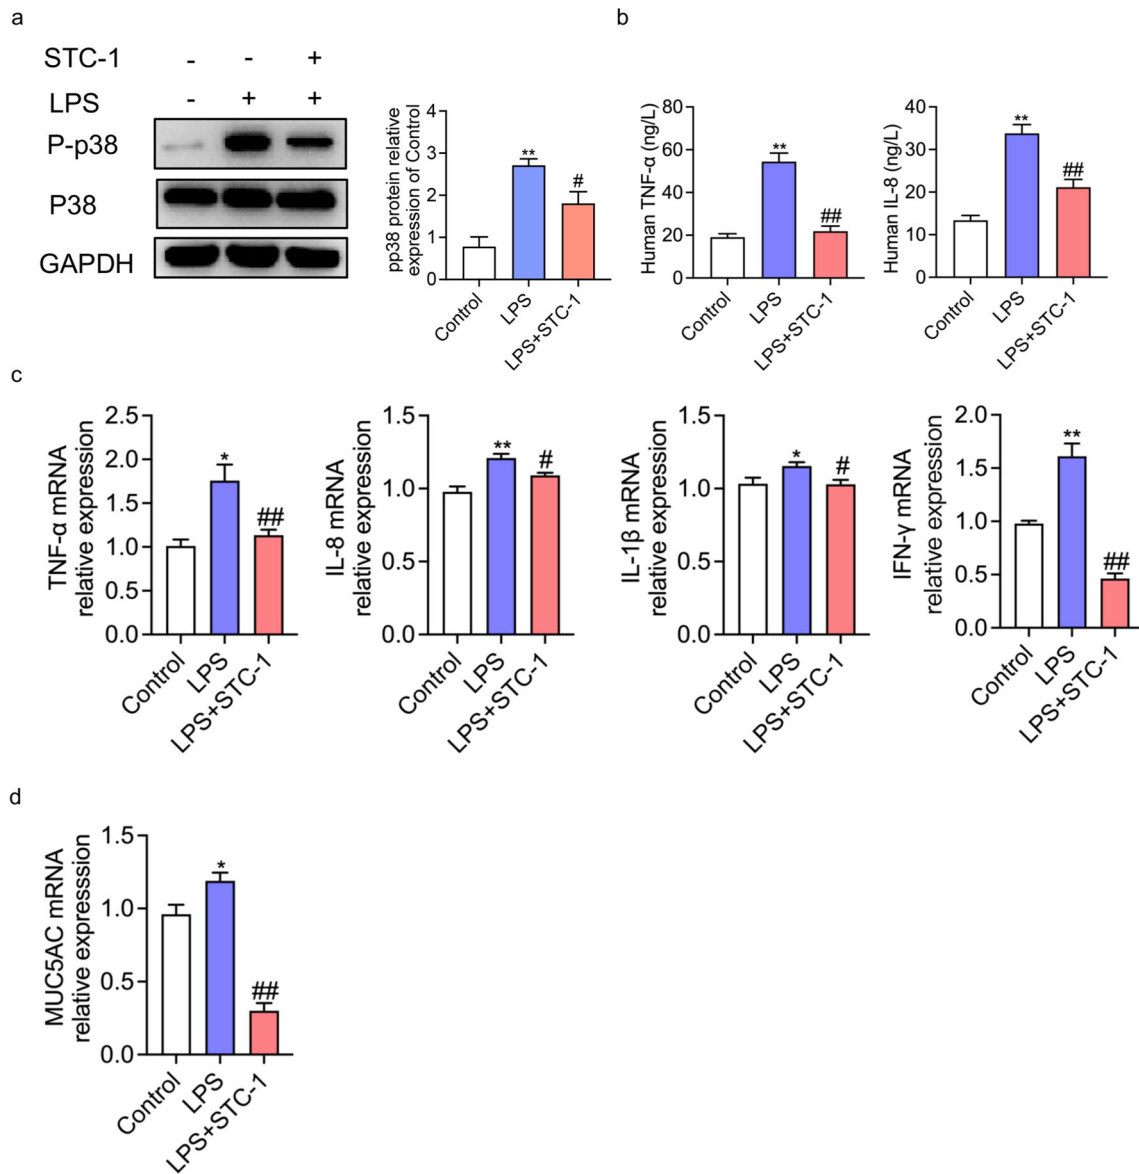 a
STC-1 - - +
LPS - + +
P-p38
P38
GAPDH
pp38 protein relative
expression of Control
4
3
2
1
0
**
#
Control
LPS
LPS+STC-1
b
Human TNF-α (ng/L)
80
60
40
20
0
**
##
Control
LPS
LPS+STC-1
Human IL-8 (ng/L)
40
30
20
10
0
**
##
Control
LPS
LPS+STC-1
c
TNF-α mRNA
relative expression
2.5
2.0
1.5
1.0
0.5
0.0
*
##
Control
LPS
LPS+STC-1
IL-8 mRNA
relative expression
1.5
1.0
0.5
0.0
**
#
Control
LPS
LPS+STC-1
IL-1β mRNA
relative expression
1.5
1.0
0.5
0.0
*
#
Control
LPS
LPS+STC-1
IFN-γ mRNA
relative expression
2.0
1.5
1.0
0.5
0.0
**
##
Control
LPS
LPS+STC-1
d
MUC5AC mRNA
relative expresssion
1.5
1.0
0.5
0.0
*
##
Control
LPS
LPS+STC-1